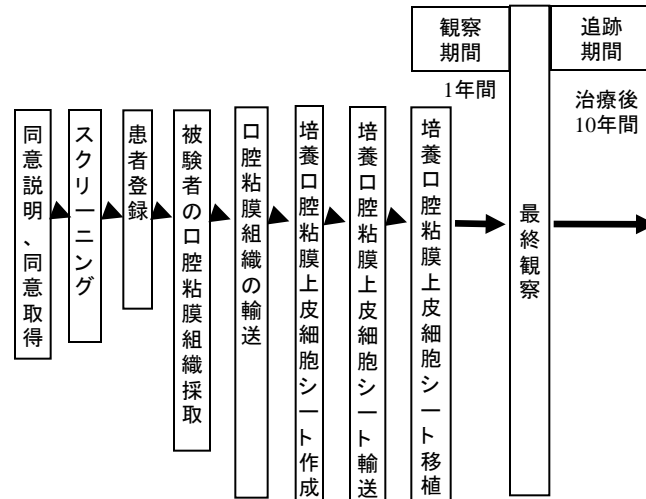 観察
期間
追跡
期間
1年間
治療後
10年間
同意説明、同意取得
スクリーニング
患者登録
被験者の口腔粘膜組織採取
口腔粘膜組織の輸送
培養口腔粘膜上皮細胞シート作成
培養口腔粘膜上皮細胞シート輸送
培養口腔粘膜上皮細胞シート移植
最終観察